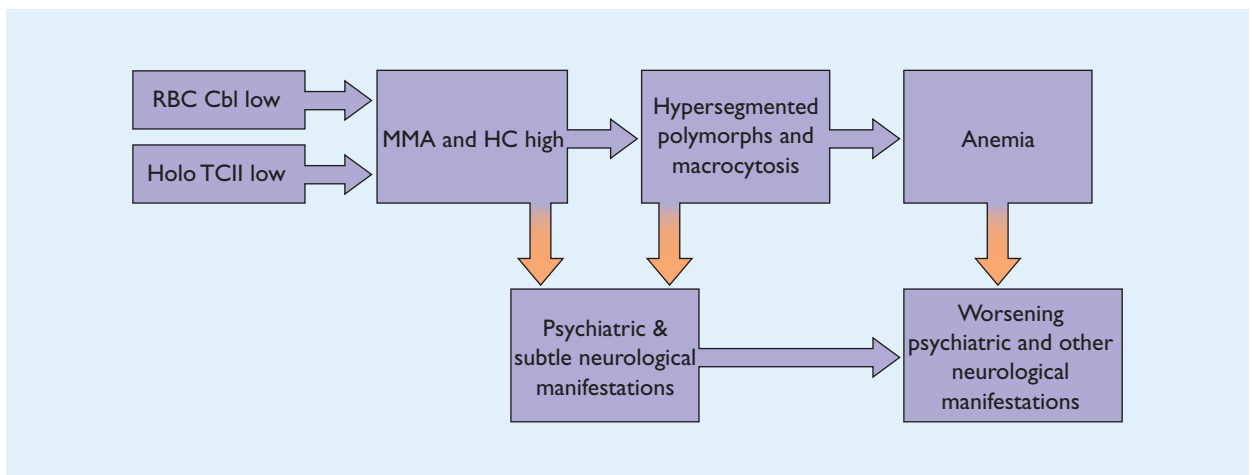 RBC Cbl low
Holo TCII low
MMA and HC high
Hypersegmented
polymorphs and
macrocytosis
Anemia
Psychiatric &
subtle neurological
manifestations
Worsening
psychiatric and other
neurological
manifestations